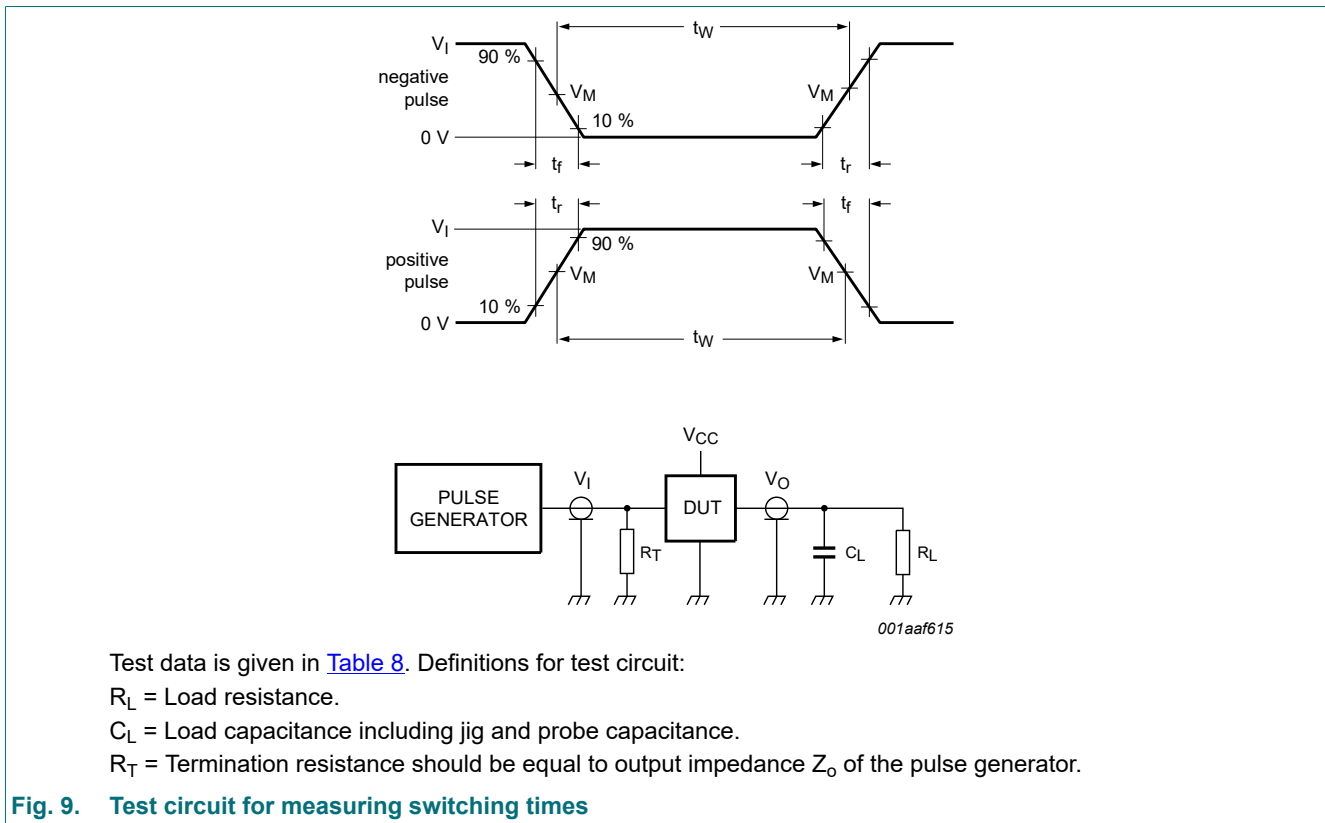 tW
VI
90 %
negative
pulse
VM
VM
10 %
0 V
tf
tr
tr
tf
VI
90 %
positive
pulse
VM
VM
10 %
0 V
tW
VCC
VI
VO
PULSE
GENERATOR
DUT
RT
CL
RL
001aaf615
Test data is given in Table 8. Definitions for test circuit:
RL = Load resistance.
CL = Load capacitance including jig and probe capacitance.
RT = Termination resistance should be equal to output impedance Zo of the pulse generator.
Fig. 9. Test circuit for measuring switching times